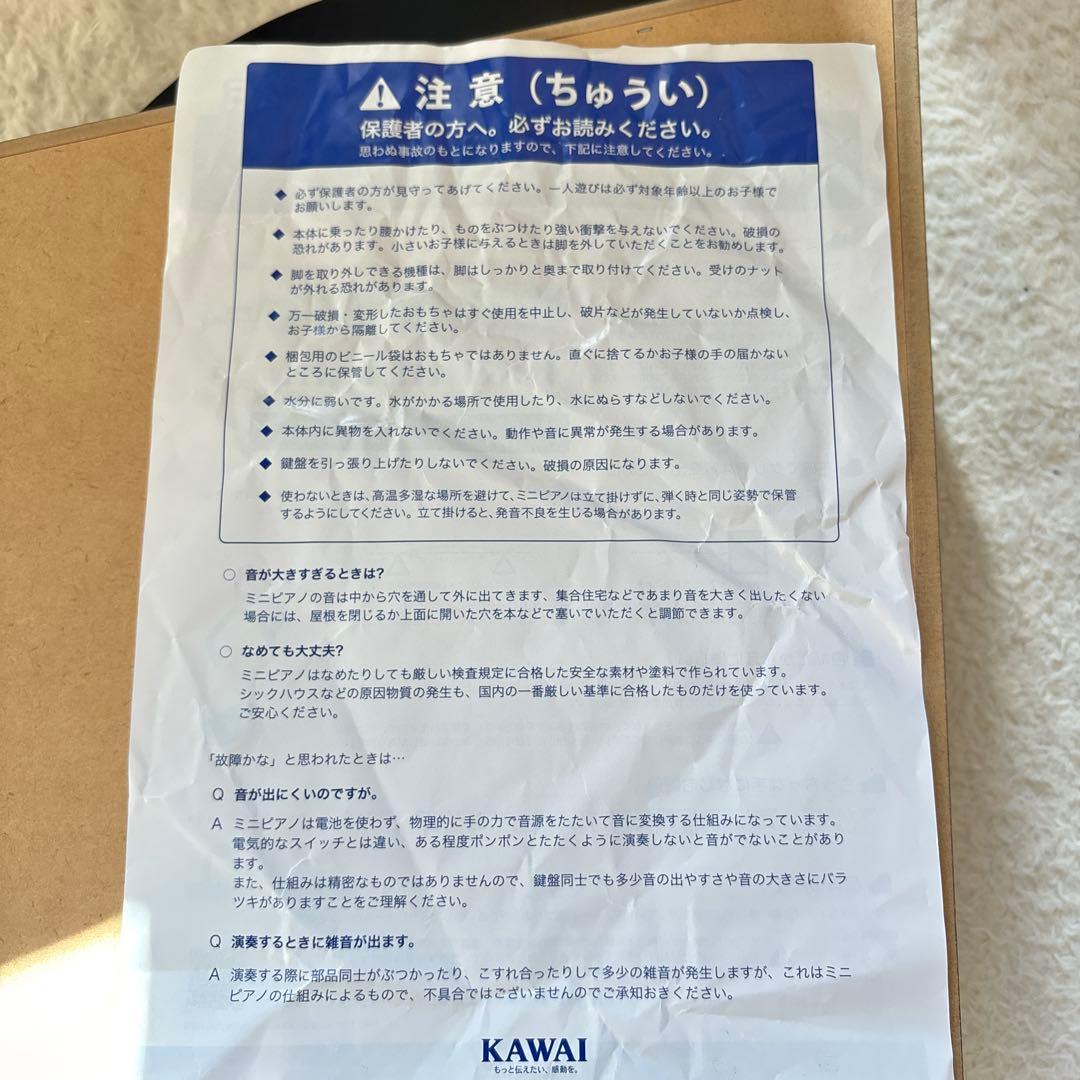 注意（ちゅうい）
保護者の方へ。必ずお読みください。
思わぬ事故のもとになりますので、下記に注意してください。
◆ 必ず保護者の方が見守ってあげてください。一人遊びは必ず対象年齢以上のお子様で
お願いします。
◆ 本体に乗ったり腰かけたり、ものをぶつけたり強い衝撃を与えないでください。破損の
恐れがあります。小さいお子様に与えるときは脚を外していただくことをお勧めします。
◆ 脚を取り外しできる機種は、脚はしっかりと奥まで取り付けてください。受けのナット
が外れる恐れがあります。
◆ 万一破損・変形したおもちゃはすぐ使用を中止し、破片などが発生していないか点検し、
お子様から隔離してください。
◆ 梱包用のビニール袋はおもちゃではありません。直ぐに捨てるかお子様の手の届かない
ところに保管してください。
◆ 水分に弱いです。水がかかる場所で使用したり、水にぬらすなどしないでください。
◆ 本体内に異物を入れないでください。動作や音に異常が発生する場合があります。
◆ 鍵盤を引っ張り上げたりしないでください。破損の原因になります。
◆ 使わないときは、高温多湿な場所を避けて、ミニピアノは立て掛けずに、弾く時と同じ姿勢で保管
するようにしてください。立て掛けると、発音不良を生じる場合があります。
○ 音が大きすぎるときは?
ミニピアノの音は中から穴を通して外に出てきます、集合住宅などであまり音を大きく出したくない
場合には、屋根を閉じるか上面に開いた穴を本などで塞いでいただくと調節できます。
○ なめても大丈夫?
ミニピアノはなめたりしても厳しい検査規定に合格した安全な素材や塗料で作られています。
シックハウスなどの原因物質の発生も、国内の一番厳しい基準に合格したものだけを使っています。
ご安心ください。
「故障かな」と思われたときは…
Q 音が出にくいのですが。
A ミニピアノは電池を使わず、物理的に手の力で音源をたたいて音に変換する仕組みになっています。
電気的なスイッチとは違い、ある程度ポンポンとたたくように演奏しないと音がでないことがあり
ます。
また、仕組みは精密なものではありませんので、鍵盤同士でも多少音の出やすさや音の大きさにバラ
ツキがありますことをご理解ください。
Q 演奏するときに雑音が出ます。
A 演奏する際に部品同士がぶつかったり、こすれ合ったりして多少の雑音が発生しますが、これはミニ
ピアノの仕組みによるもので、不具合ではございませんのでご承知おきください。
KAWAI
もっと伝えたい、感動を。